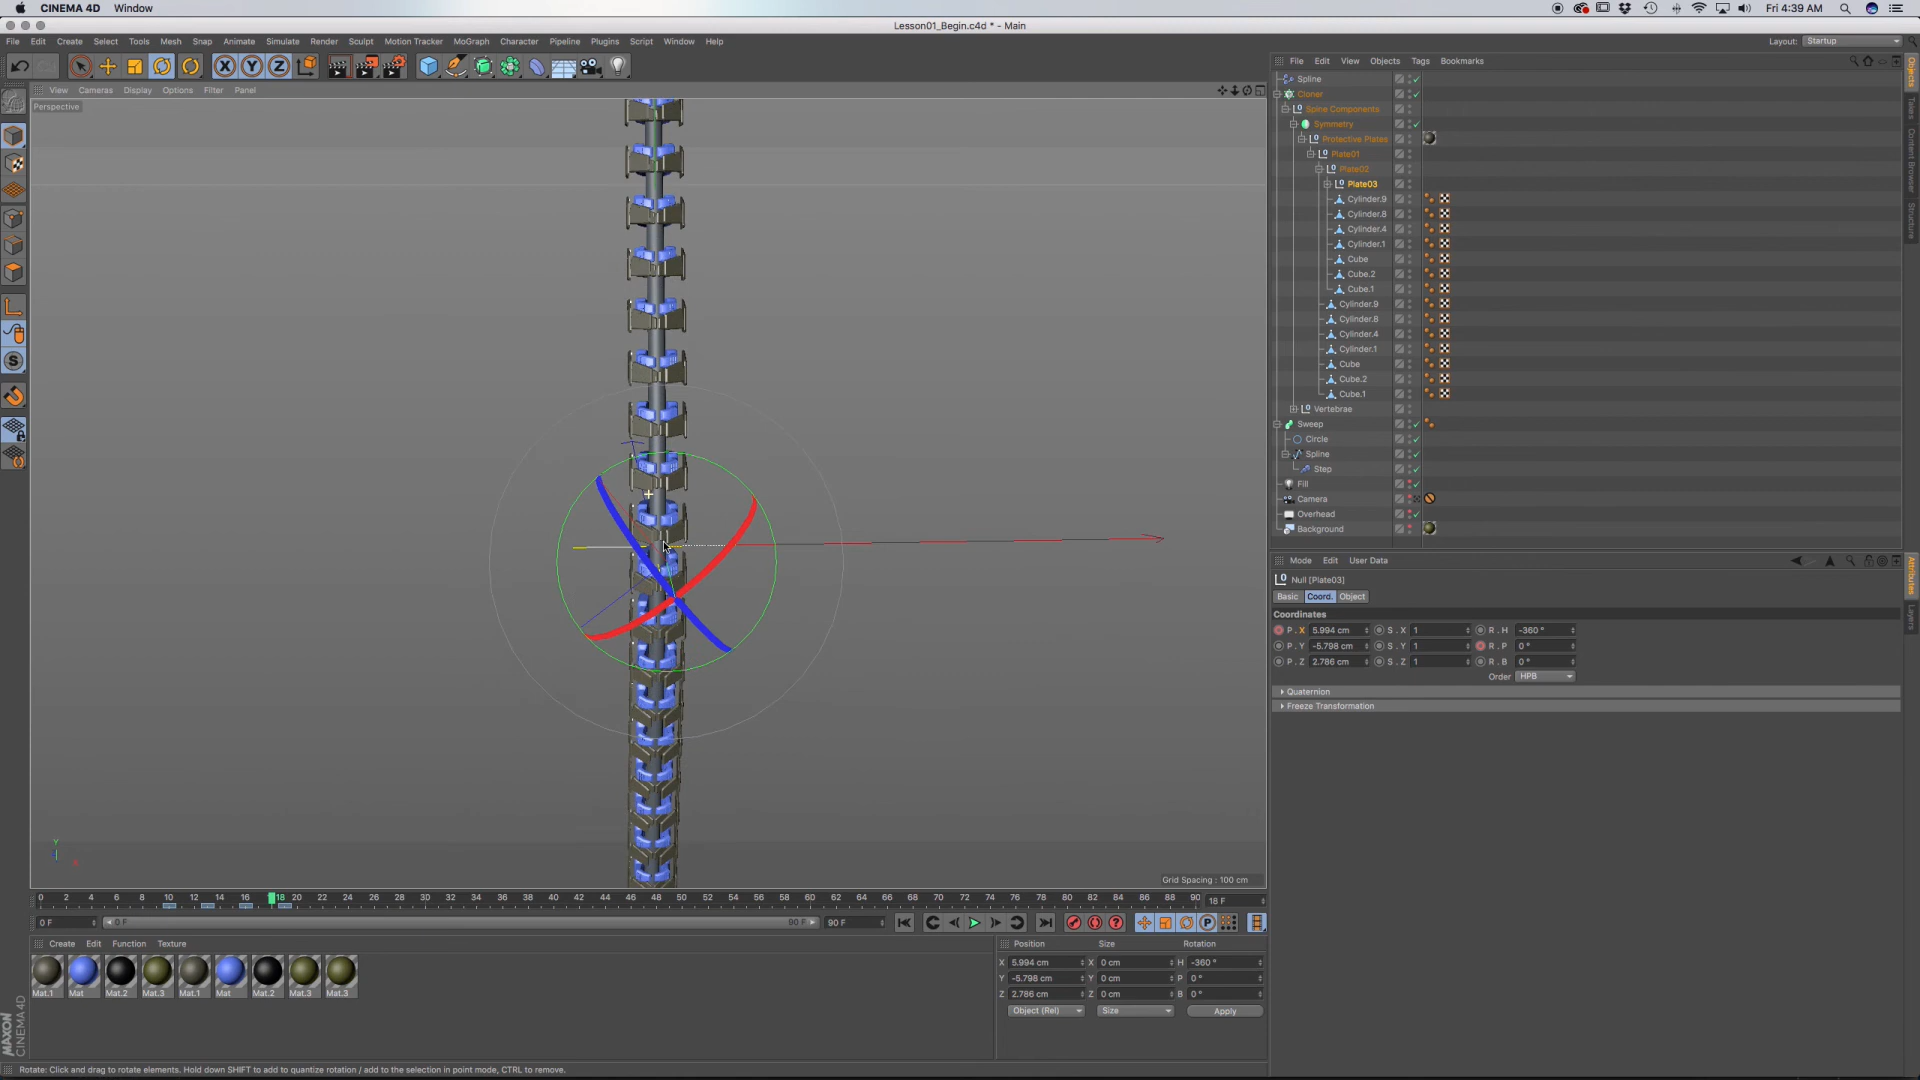 CINEMA 4D Window Fri 4:39 AM
Lesson01_Begin.c4d * - Main
File Edit Create Select Tools Mesh Snap Animate Simulate Render Sculpt Motion Tracker MoGraph Character Pipeline Plugins Script Window Help Layout: Startup
X Y Z
File Edit View Objects Tags Bookmarks
View Cameras Display Options Filter Panel
Perspective
Spline
Cloner
Spine Components
Symmetry
Protective Plates
Plate01
Plate02
Plate03
Cylinder.9
Cylinder.8
Cylinder.4
Cylinder.1
Cube
Cube.2
Cube.1
Cylinder.9
Cylinder.8
Cylinder.4
Cylinder.1
Cube
Cube.2
Cube.1
Vertebrae
Sweep
Circle
Spline
Step
Fill
Camera
Overhead
Background
Objects
Takes
Content Browser
Structure
Mode Edit User Data
Null [Plate03]
Basic Coord. Object
Coordinates
P . X 5.994 cm S . X 1 R . H -360 °
P . Y -5.798 cm S . Y 1 R . P 0 °
P . Z 2.786 cm S . Z 1 R . B 0 °
Order HPB
Quaternion
Freeze Transformation
Attributes
Layers
Y
X
Grid Spacing : 100 cm
0 2 4 6 8 10 12 14 16 18 20 22 24 26 28 30 32 34 36 38 40 42 44 46 48 50 52 54 56 58 60 62 64 66 68 70 72 74 76 78 80 82 84 86 88 90 18 F
0 F 0 F 90 F 90 F
Create Edit Function Texture
Mat.1 Mat Mat.2 Mat.3 Mat.1 Mat Mat.2 Mat.3 Mat.3
Position Size Rotation
X 5.994 cm X 0 cm H -360 °
Y -5.798 cm Y 0 cm P 0 °
Z 2.786 cm Z 0 cm B 0 °
Object (Rel) Size Apply
MAXON
CINEMA 4D
Rotate: Click and drag to rotate elements. Hold down SHIFT to add to quantize rotation / add to the selection in point mode, CTRL to remove.